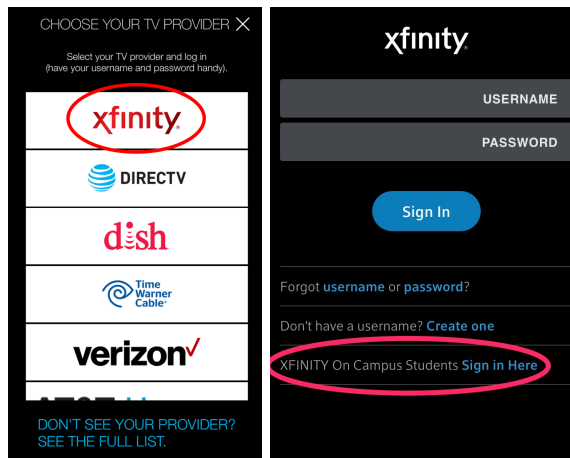 CHOOSE YOUR TV PROVIDER
Select your TV provider and log in
(have your username and password handy).
xfinity
DIRECTV
dish
Time
Warner
Cable
verizon
DON'T SEE YOUR PROVIDER?
SEE THE FULL LIST.
xfinity
USERNAME
PASSWORD
Sign In
Forgot username or password?
Don't have a username? Create one
XFINITY On Campus Students Sign in Here